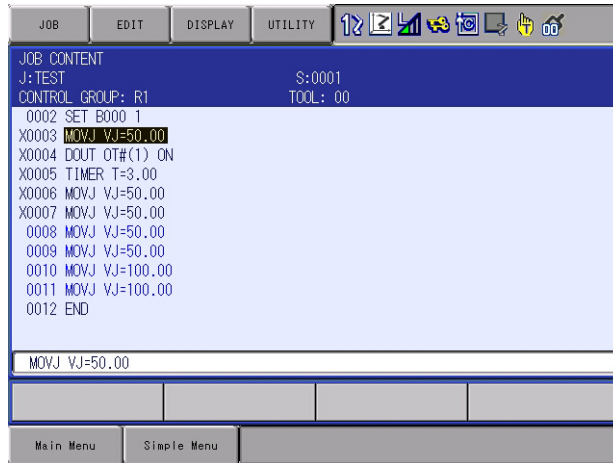 JOB EDIT DISPLAY UTILITY
JOB CONTENT
J:TEST S:0001
CONTROL GROUP: R1 TOOL: 00
0002 SET B000 1
X0003 MOVJ VJ=50.00
X0004 DOUT OT#(1) ON
X0005 TIMER T=3.00
X0006 MOVJ VJ=50.00
X0007 MOVJ VJ=50.00
0008 MOVJ VJ=50.00
0009 MOVJ VJ=50.00
0010 MOVJ VJ=100.00
0011 MOVJ VJ=100.00
0012 END
MOVJ VJ=50.00
Main Menu Simple Menu